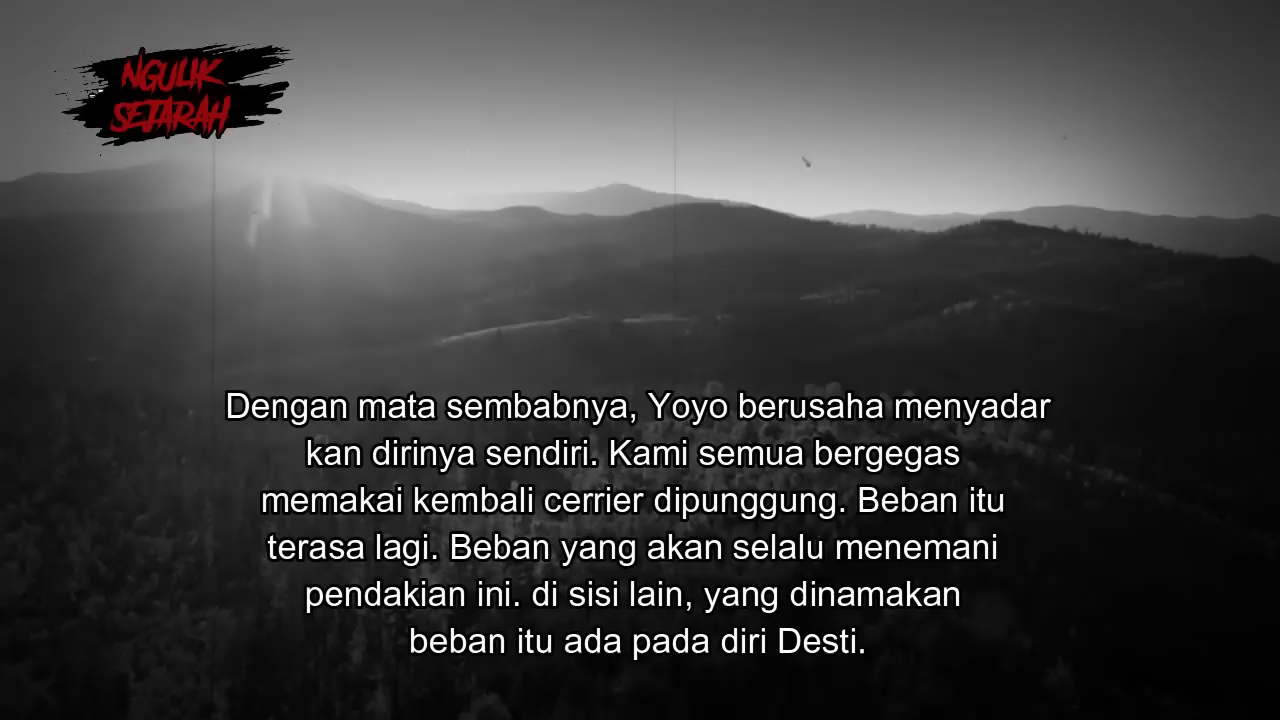 NGULIK
SEJARAH
Dengan mata sembabnya, Yoyo berusaha menyadar
kan dirinya sendiri. Kami semua bergegas
memakai kembali cerrier dipunggung. Beban itu
terasa lagi. Beban yang akan selalu menemani
pendakian ini. di sisi lain, yang dinamakan
beban itu ada pada diri Desti.